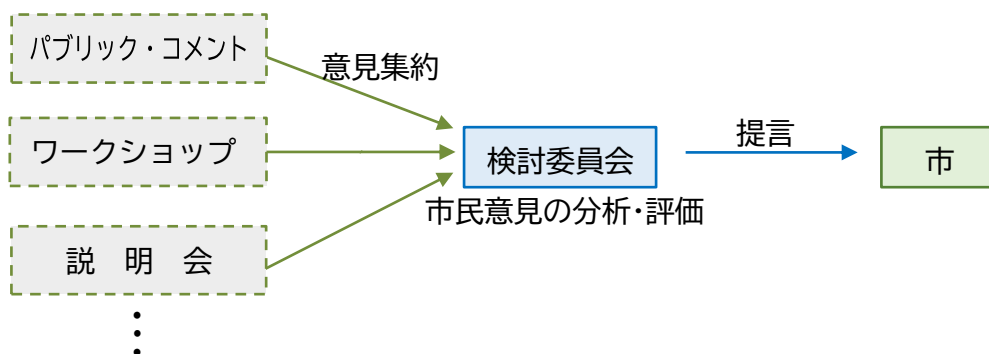 パブリック・コメント
意見集約
ワークショップ
検討委員会
提言
市
市民意見の分析・評価
説　明　会
⋮